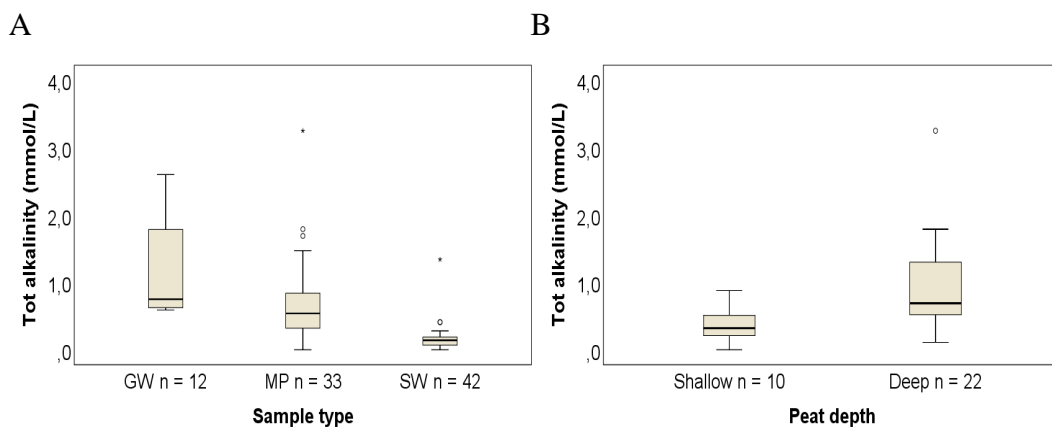 A
B
Tot alkalinity (mmol/L)
4,0
3,0
2,0
1,0
,0
GW n = 12 MP n = 33 SW n = 42
Sample type
Tot alkalinity (mmol/L)
4,0
3,0
2,0
1,0
,0
Shallow n = 10 Deep n = 22
Peat depth